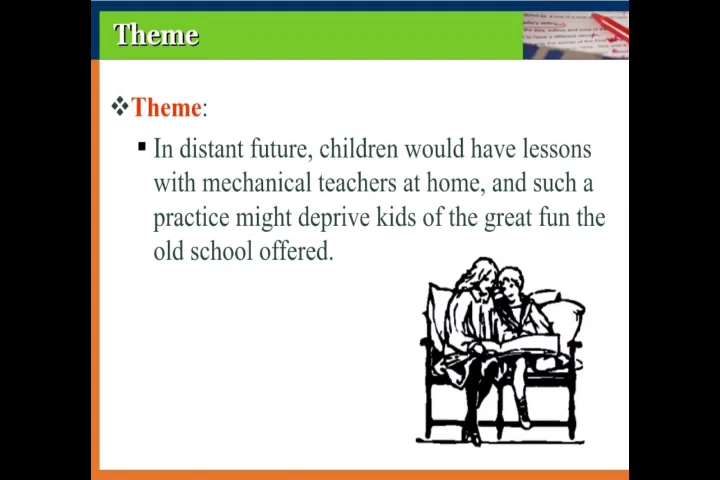 Theme
Theme:
In distant future, children would have lessons
with mechanical teachers at home, and such a
practice might deprive kids of the great fun the
old school offered.